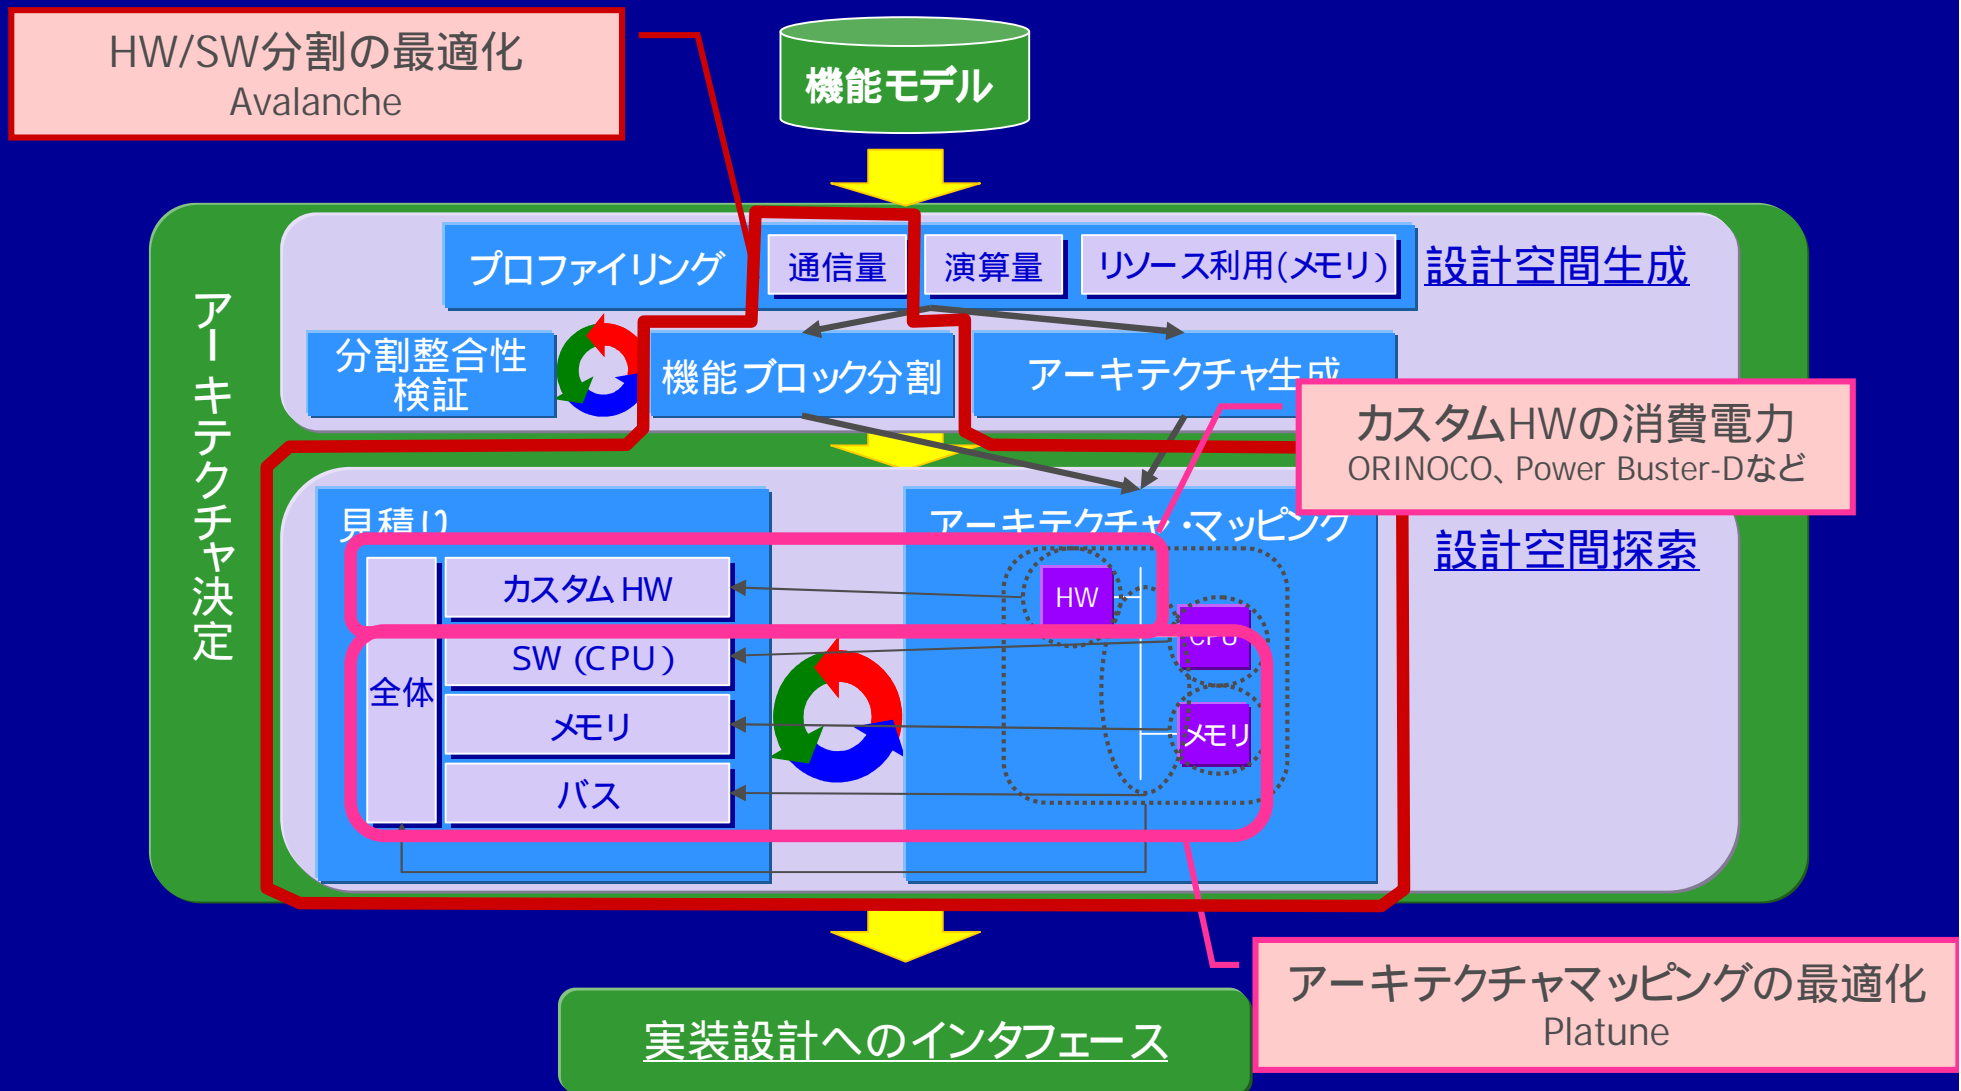 HW/SW分割の最適化
Avalanche
機能モデル
アーキテクチャ決定
プロファイリング
通信量
演算量
リソース利用(メモリ)
設計空間生成
分割整合性
検証
機能ブロック分割
アーキテクチャ生成
カスタムHWの消費電力
ORINOCO、Power Buster-Dなど
見積り
アーキテクチャ・マッピング
設計空間探索
全体
カスタムHW
SW (CPU)
メモリ
バス
HW
CPU
メモリ
アーキテクチャマッピングの最適化
Platune
実装設計へのインタフェース